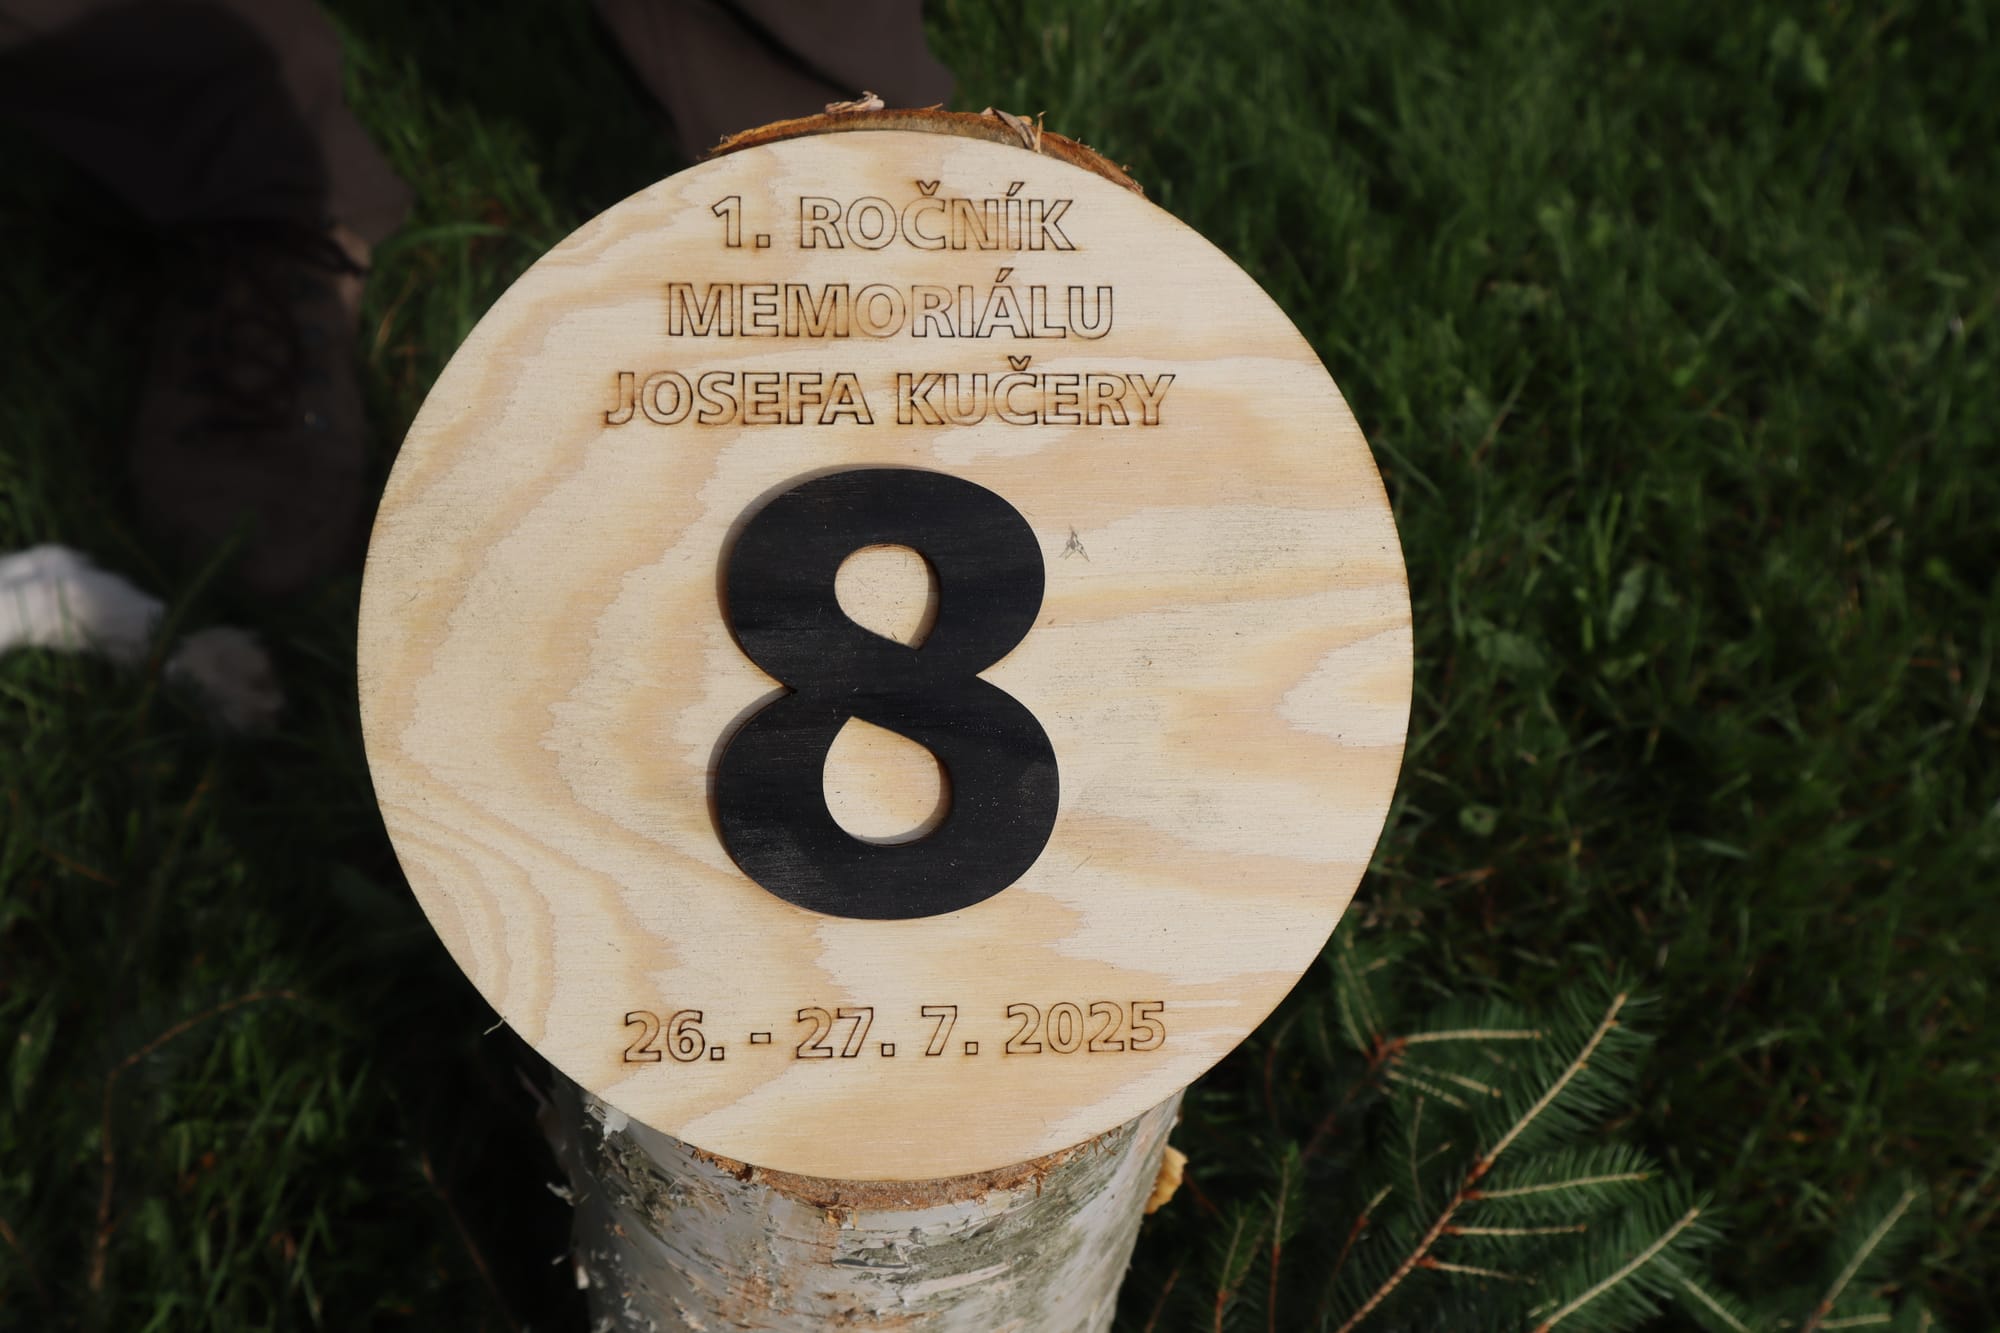 1. ROČNÍK
MEMORIÁLU
JOSEFA KUČERY
8
26. - 27. 7. 2025